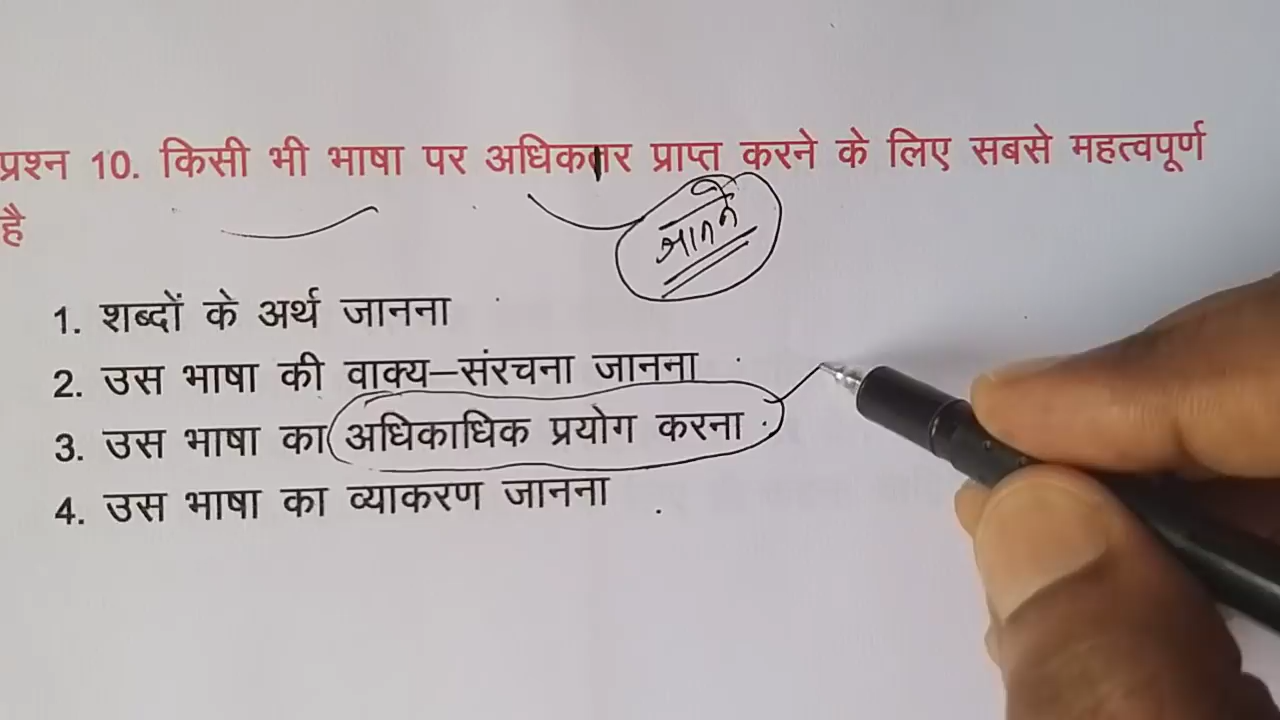 प्रश्न 10. किसी भी भाषा पर अधिकार प्राप्त करने के लिए सबसे महत्वपूर्ण
है
जानने
1. शब्दों के अर्थ जानना
2. उस भाषा की वाक्य–संरचना जानना
3. उस भाषा का अधिकाधिक प्रयोग करना
4. उस भाषा का व्याकरण जानना